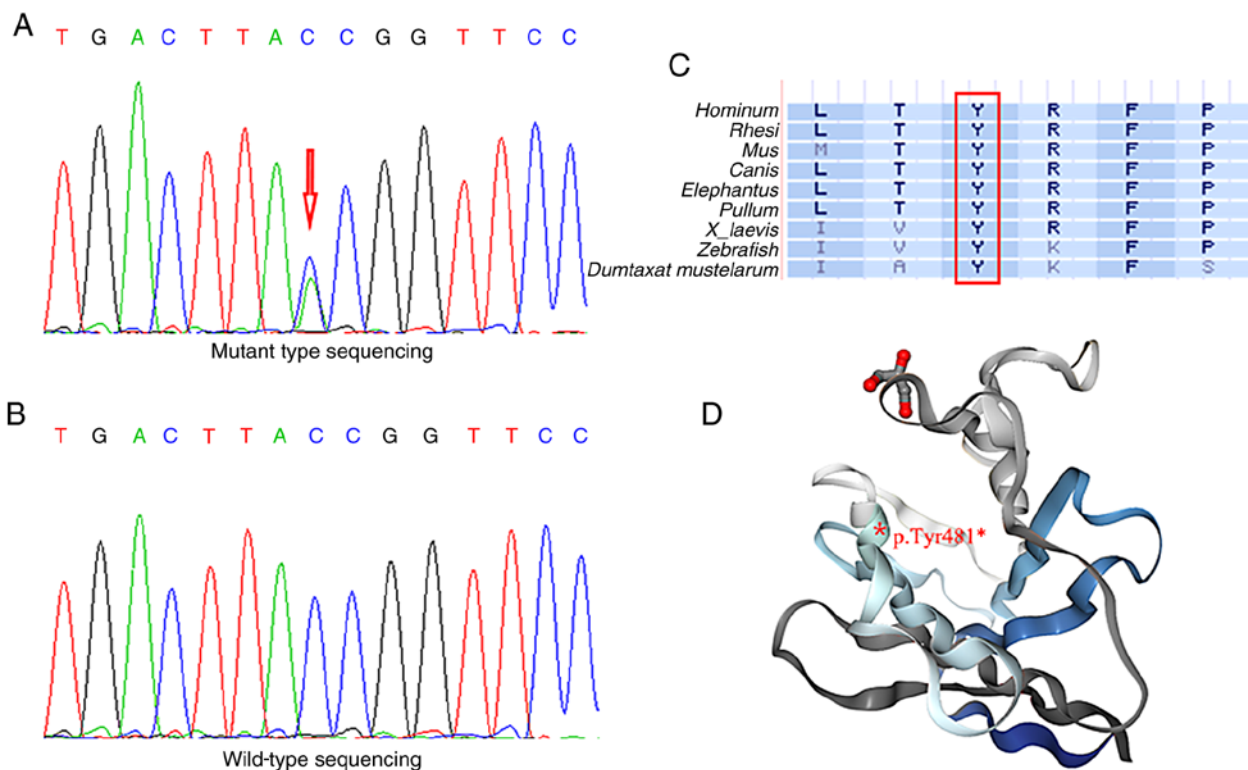 A
T G A C T T A C C G G T T C C
Mutant type sequencing
B
T G A C T T A C C G G T T C C
Wild-type sequencing
C
Hominum L T Y R F P
Rhesi L T Y R F P
Mus M T Y R F P
Canis L T Y R F P
Elephantus L T Y R F P
Pullum L T Y R F P
X_laevis I V Y R F P
Zebrafish I V Y K F P
Dumtaxat mustelarum I A Y K F S
D
* p.Tyr481*